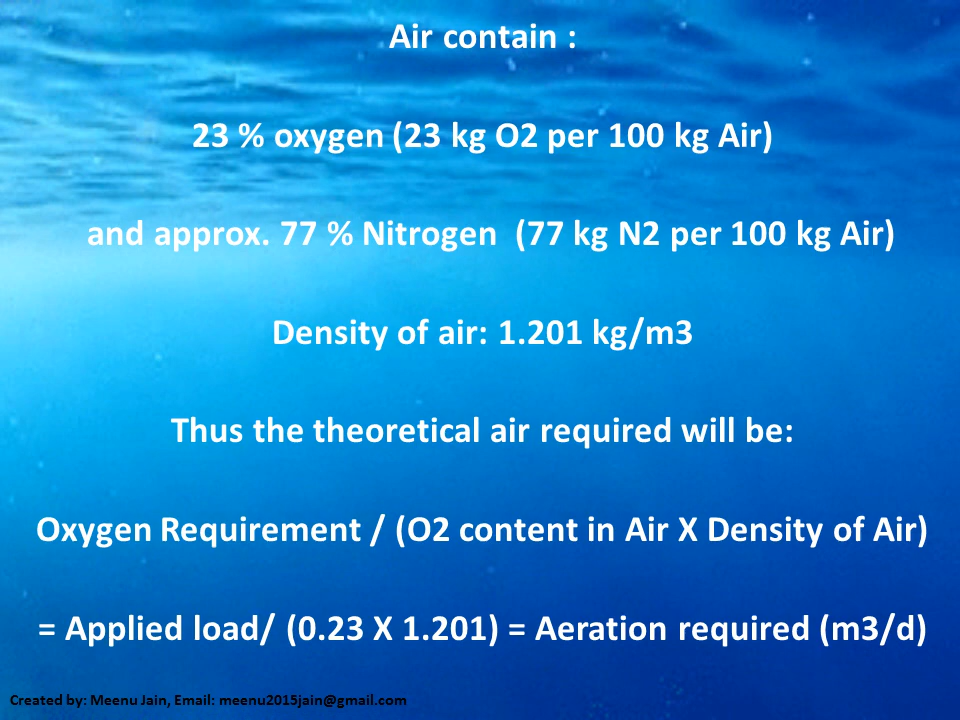 Air contain :
23 % oxygen (23 kg O2 per 100 kg Air)
and approx. 77 % Nitrogen  (77 kg N2 per 100 kg Air)
Density of air: 1.201 kg/m3
Thus the theoretical air required will be:
Oxygen Requirement / (O2 content in Air X Density of Air)
= Applied load/ (0.23 X 1.201) = Aeration required (m3/d)
Created by: Meenu Jain, Email: meenu2015jain@gmail.com